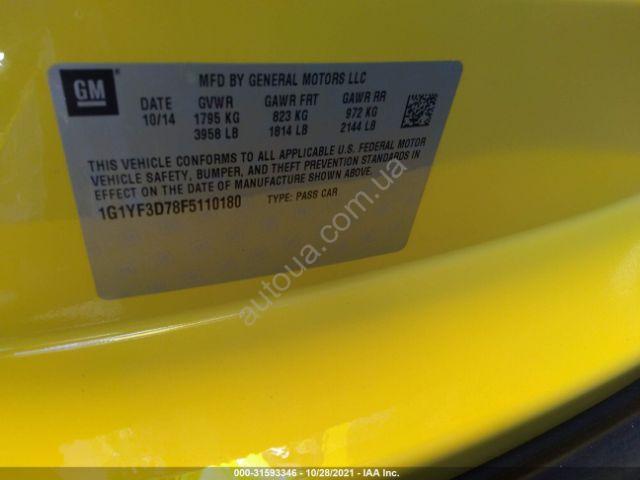 GM
MFD BY GENERAL MOTORS LLC
DATE GVWR GAWR FRT GAWR RR
10/14 1795 KG 823 KG 972 KG
3958 LB 1814 LB 2144 LB
THIS VEHICLE CONFORMS TO ALL APPLICABLE U.S. FEDERAL MOTOR
VEHICLE SAFETY, BUMPER, AND THEFT PREVENTION STANDARDS IN
EFFECT ON THE DATE OF MANUFACTURE SHOWN ABOVE.
1G1YF3D78F5110180 TYPE: PASS CAR
autoua.com.ua
000-31593346 - 10/28/2021 - IAA Inc.